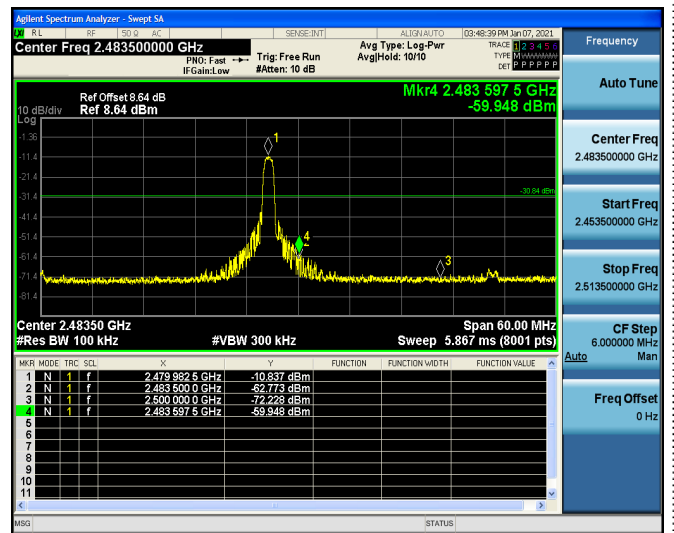 Agilent Spectrum Analyzer - Swept SA
LXI RL RF 50 Ω AC SENSE:INT ALIGN AUTO 03:48:39 PM Jan 07, 2021
Center Freq 2.483500000 GHz
PNO: Fast
IFGain:Low
Trig: Free Run
#Atten: 10 dB
Avg Type: Log-Pwr
Avg|Hold: 10/10
TRACE 1 2 3 4 5 6
TYPE M
DET P P P P P P
Frequency
Auto Tune
Center Freq
2.483500000 GHz
Start Freq
2.453500000 GHz
Stop Freq
2.513500000 GHz
CF Step
6.000000 MHz
Auto Man
Freq Offset
0 Hz
Mkr4 2.483 597 5 GHz
-59.948 dBm
Ref Offset 8.64 dB
10 dB/div Ref 8.64 dBm
Log
-1.36
-11.4
-21.4
-31.4
-41.4
-51.4
-61.4
-71.4
-81.4
1
-30.84 dBm
4
2
3
Center 2.48350 GHz Span 60.00 MHz
#Res BW 100 kHz #VBW 300 kHz Sweep 5.867 ms (8001 pts)
MKR MODE TRC SCL X Y FUNCTION FUNCTION WIDTH FUNCTION VALUE
1 N 1 f 2.479 982 5 GHz -10.837 dBm
2 N 1 f 2.483 500 0 GHz -62.773 dBm
3 N 1 f 2.500 000 0 GHz -72.228 dBm
4 N 1 f 2.483 597 5 GHz -59.948 dBm
5
6
7
8
9
10
11
MSG STATUS